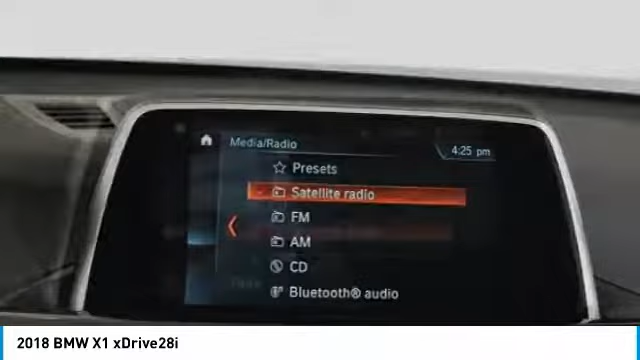 Media/Radio
4:25 pm
Presets
Satellite radio
FM
AM
CD
Bluetooth® audio
2018 BMW X1 xDrive28i